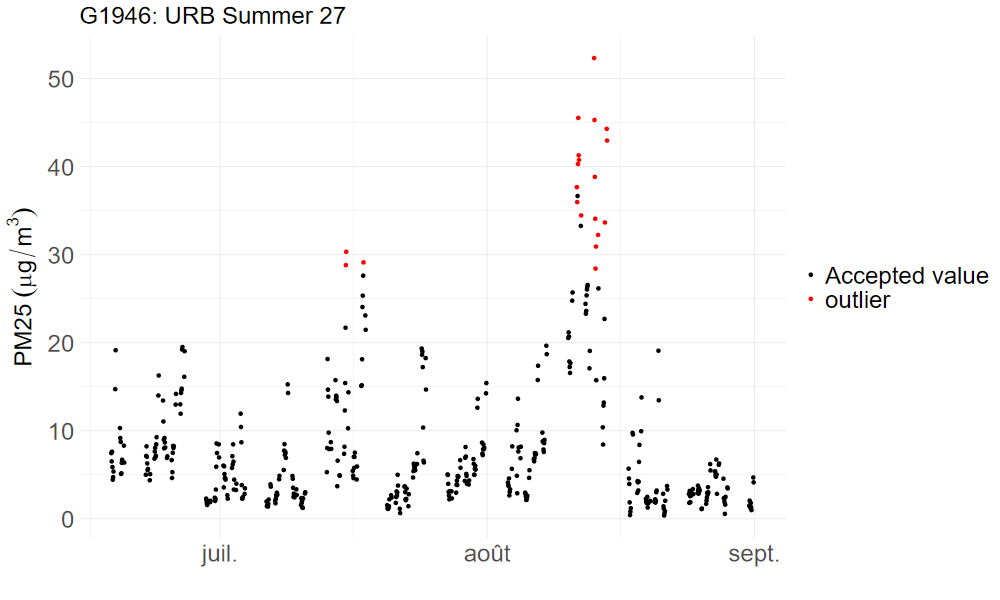 G1946: URB Summer 27
PM25 (μg/m³)
50
40
30
20
10
0
juil.
août
sept.
Accepted value
outlier